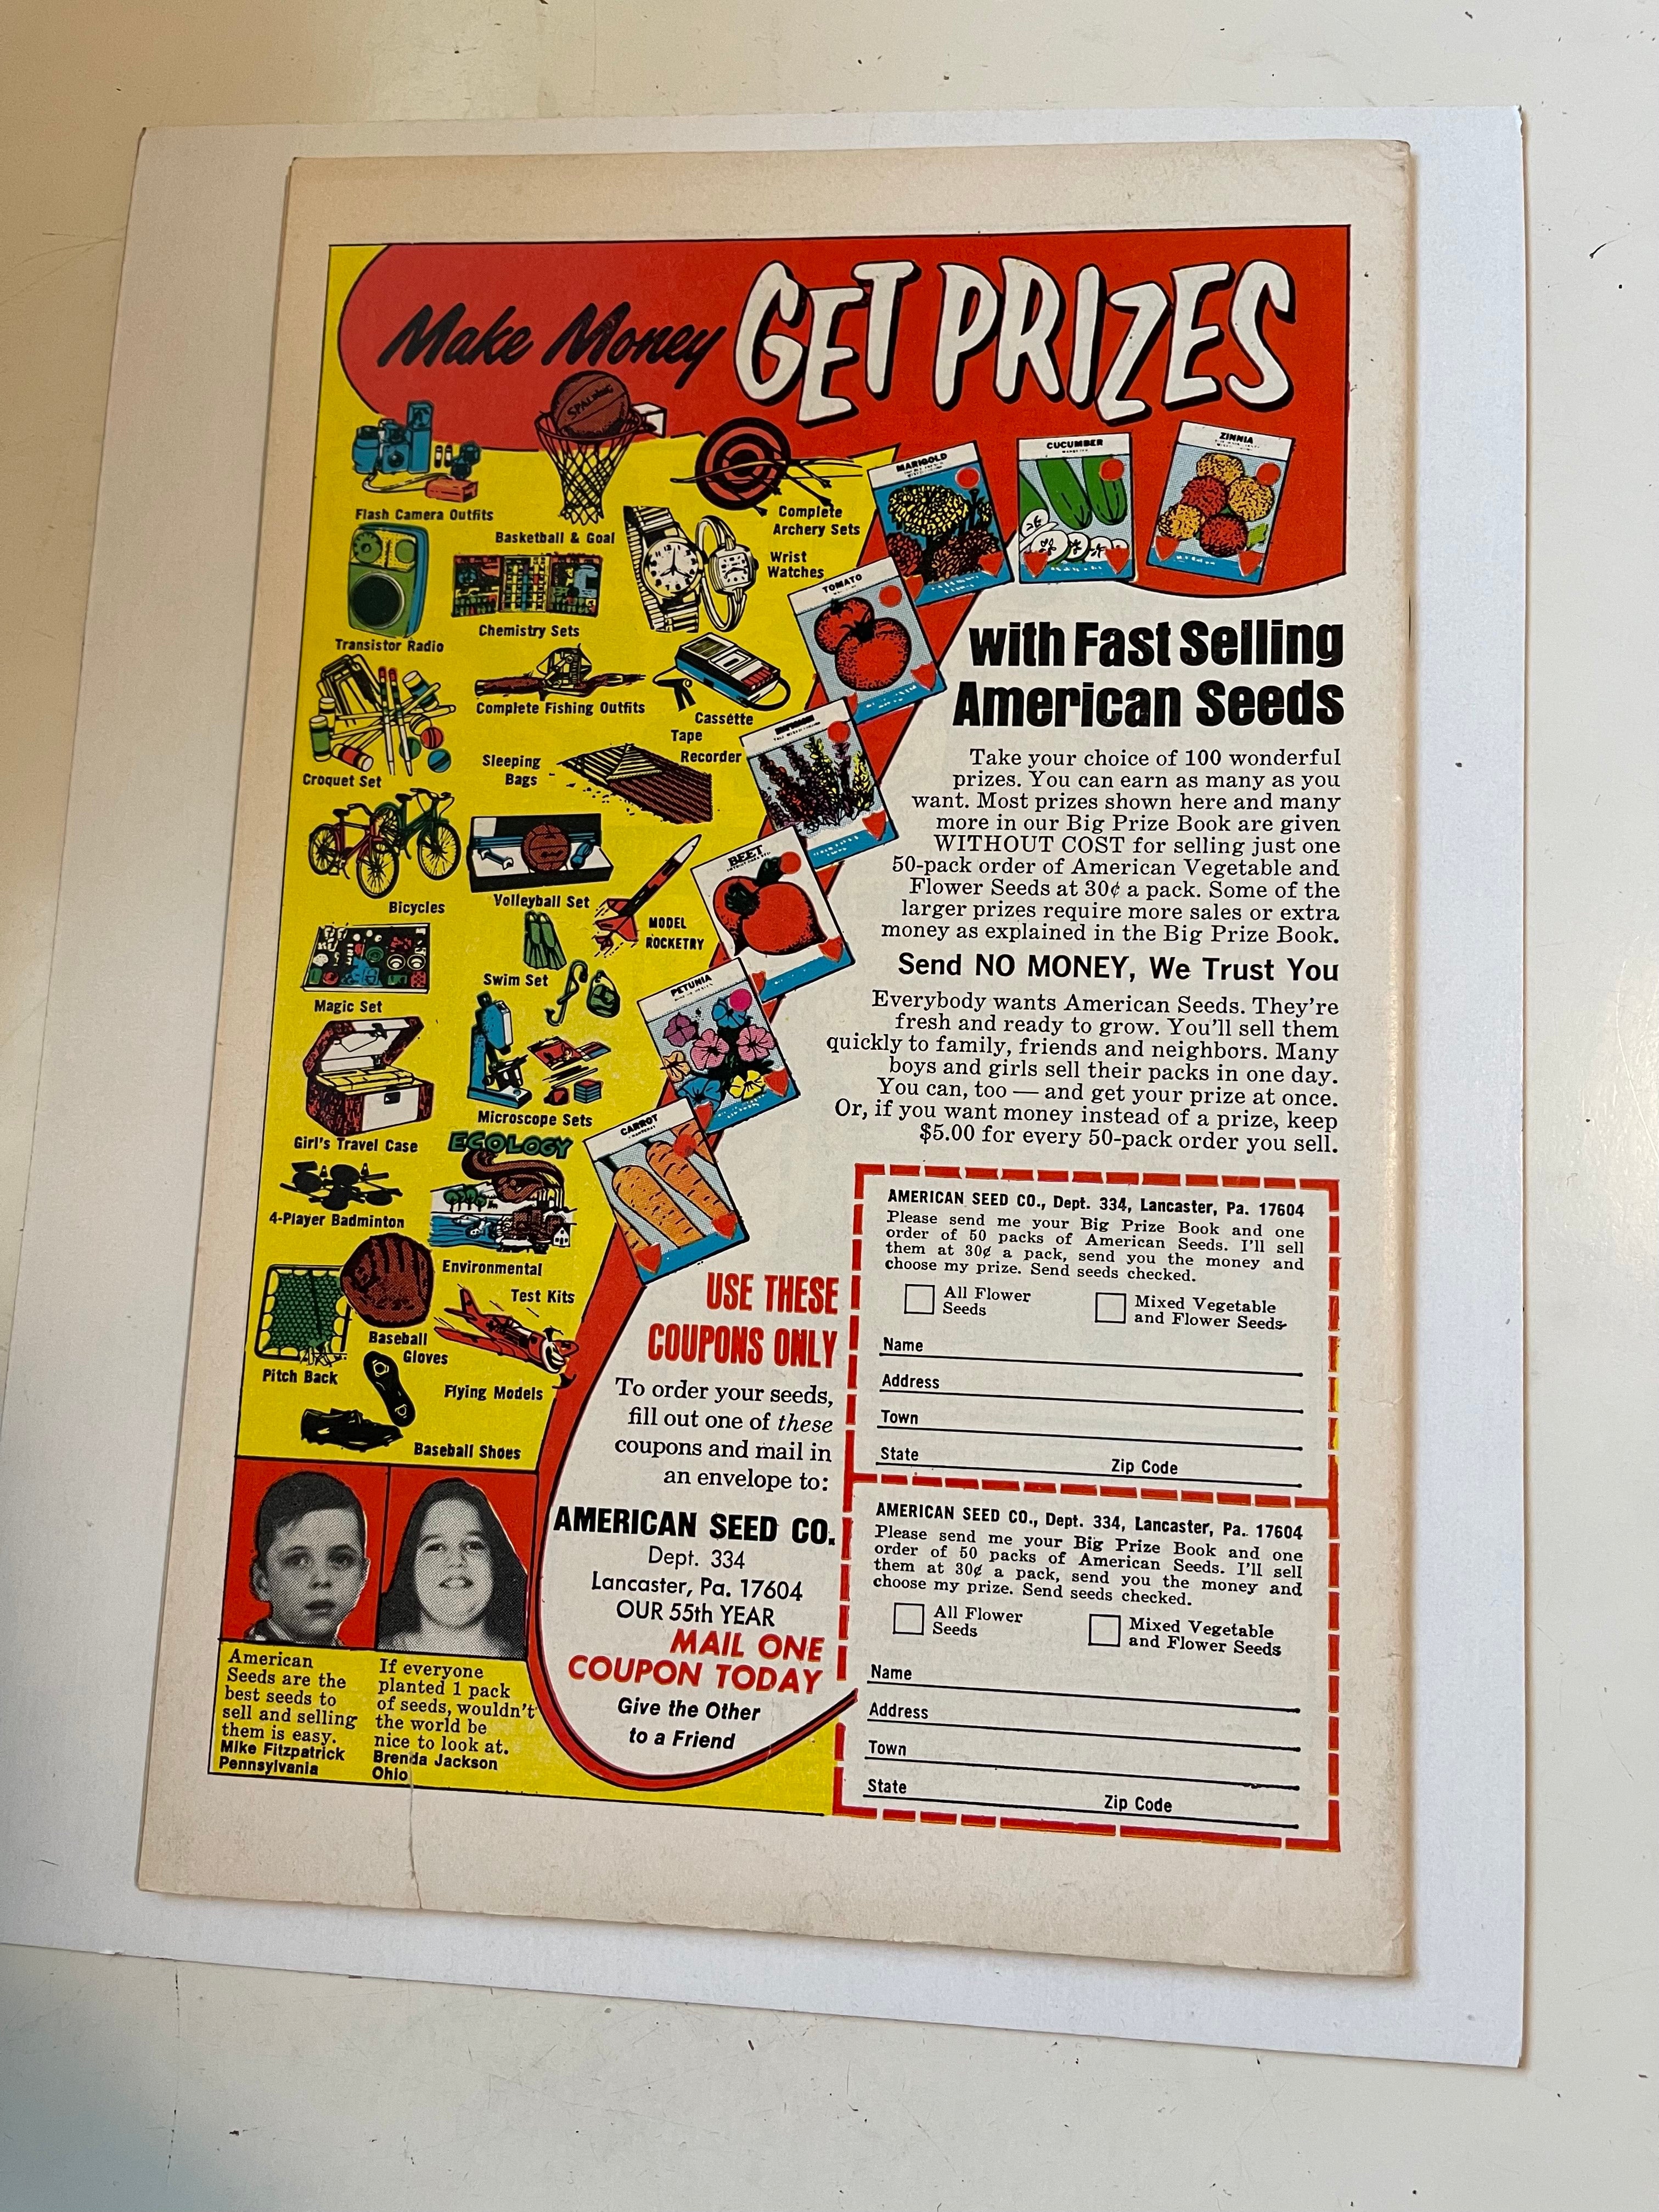 Make Money GET PRIZES
SPALDING
Flash Camera Outfits
Basketball & Goal
Complete
Archery Sets
Wrist
Watches
Transistor Radio
Chemistry Sets
Complete Fishing Outfits
Cassette
Tape
Recorder
Croquet Set
Sleeping
Bags
Bicycles
Volleyball Set
MODEL
ROCKETRY
Magic Set
Swim Set
Girl's Travel Case
Microscope Sets
ECOLOGY
4-Player Badminton
Environmental
Test Kits
Baseball
Gloves
Pitch Back
Flying Models
Baseball Shoes
MARIGOLD
CUCUMBER
ZINNIA
TOMATO
BEET
PETUNIA
CARROT
with Fast Selling
American Seeds
Take your choice of 100 wonderful
prizes. You can earn as many as you
want. Most prizes shown here and many
more in our Big Prize Book are given
WITHOUT COST for selling just one
50-pack order of American Vegetable and
Flower Seeds at 30¢ a pack. Some of the
larger prizes require more sales or extra
money as explained in the Big Prize Book.
Send NO MONEY, We Trust You
Everybody wants American Seeds. They're
fresh and ready to grow. You'll sell them
quickly to family, friends and neighbors. Many
boys and girls sell their packs in one day.
You can, too — and get your prize at once.
Or, if you want money instead of a prize, keep
$5.00 for every 50-pack order you sell.
USE THESE
COUPONS ONLY
To order your seeds,
fill out one of these
coupons and mail in
an envelope to:
AMERICAN SEED CO.
Dept. 334
Lancaster, Pa. 17604
OUR 55th YEAR
MAIL ONE
COUPON TODAY
Give the Other
to a Friend
AMERICAN SEED CO., Dept. 334, Lancaster, Pa. 17604
Please send me your Big Prize Book and one
order of 50 packs of American Seeds. I'll sell
them at 30¢ a pack, send you the money and
choose my prize. Send seeds checked.
All Flower
Seeds
Mixed Vegetable
and Flower Seeds
Name
Address
Town
State Zip Code
AMERICAN SEED CO., Dept. 334, Lancaster, Pa. 17604
Please send me your Big Prize Book and one
order of 50 packs of American Seeds. I'll sell
them at 30¢ a pack, send you the money and
choose my prize. Send seeds checked.
All Flower
Seeds
Mixed Vegetable
and Flower Seeds
Name
Address
Town
State Zip Code
American
Seeds are the
best seeds to
sell and selling
them is easy.
Mike Fitzpatrick
Pennsylvania
If everyone
planted 1 pack
of seeds, wouldn't
the world be
nice to look at.
Brenda Jackson
Ohio